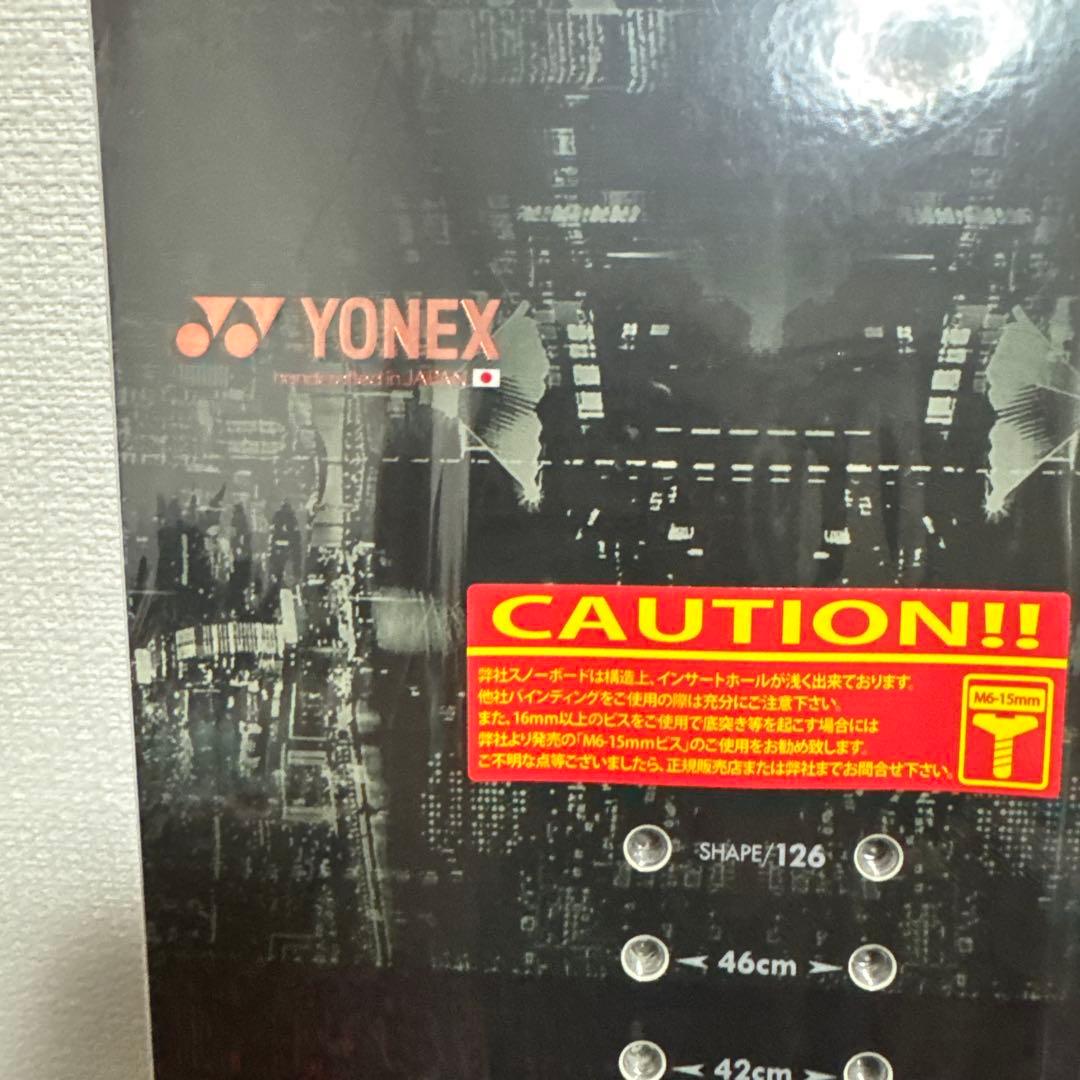 YONEX
handcrafted in JAPAN
CAUTION!!
弊社スノーボードは構造上、インサートホールが浅く出来ております。
他社バインディングをご使用の際は充分にご注意下さい。
また、16mm以上のビスをご使用で底突き等を起こす場合には
弊社より発売の「M6-15mmビス」のご使用をお勧め致します。
ご不明な点等ございましたら、正規販売店または弊社までお問合せ下さい。
M6-15mm
SHAPE/126
46cm
42cm